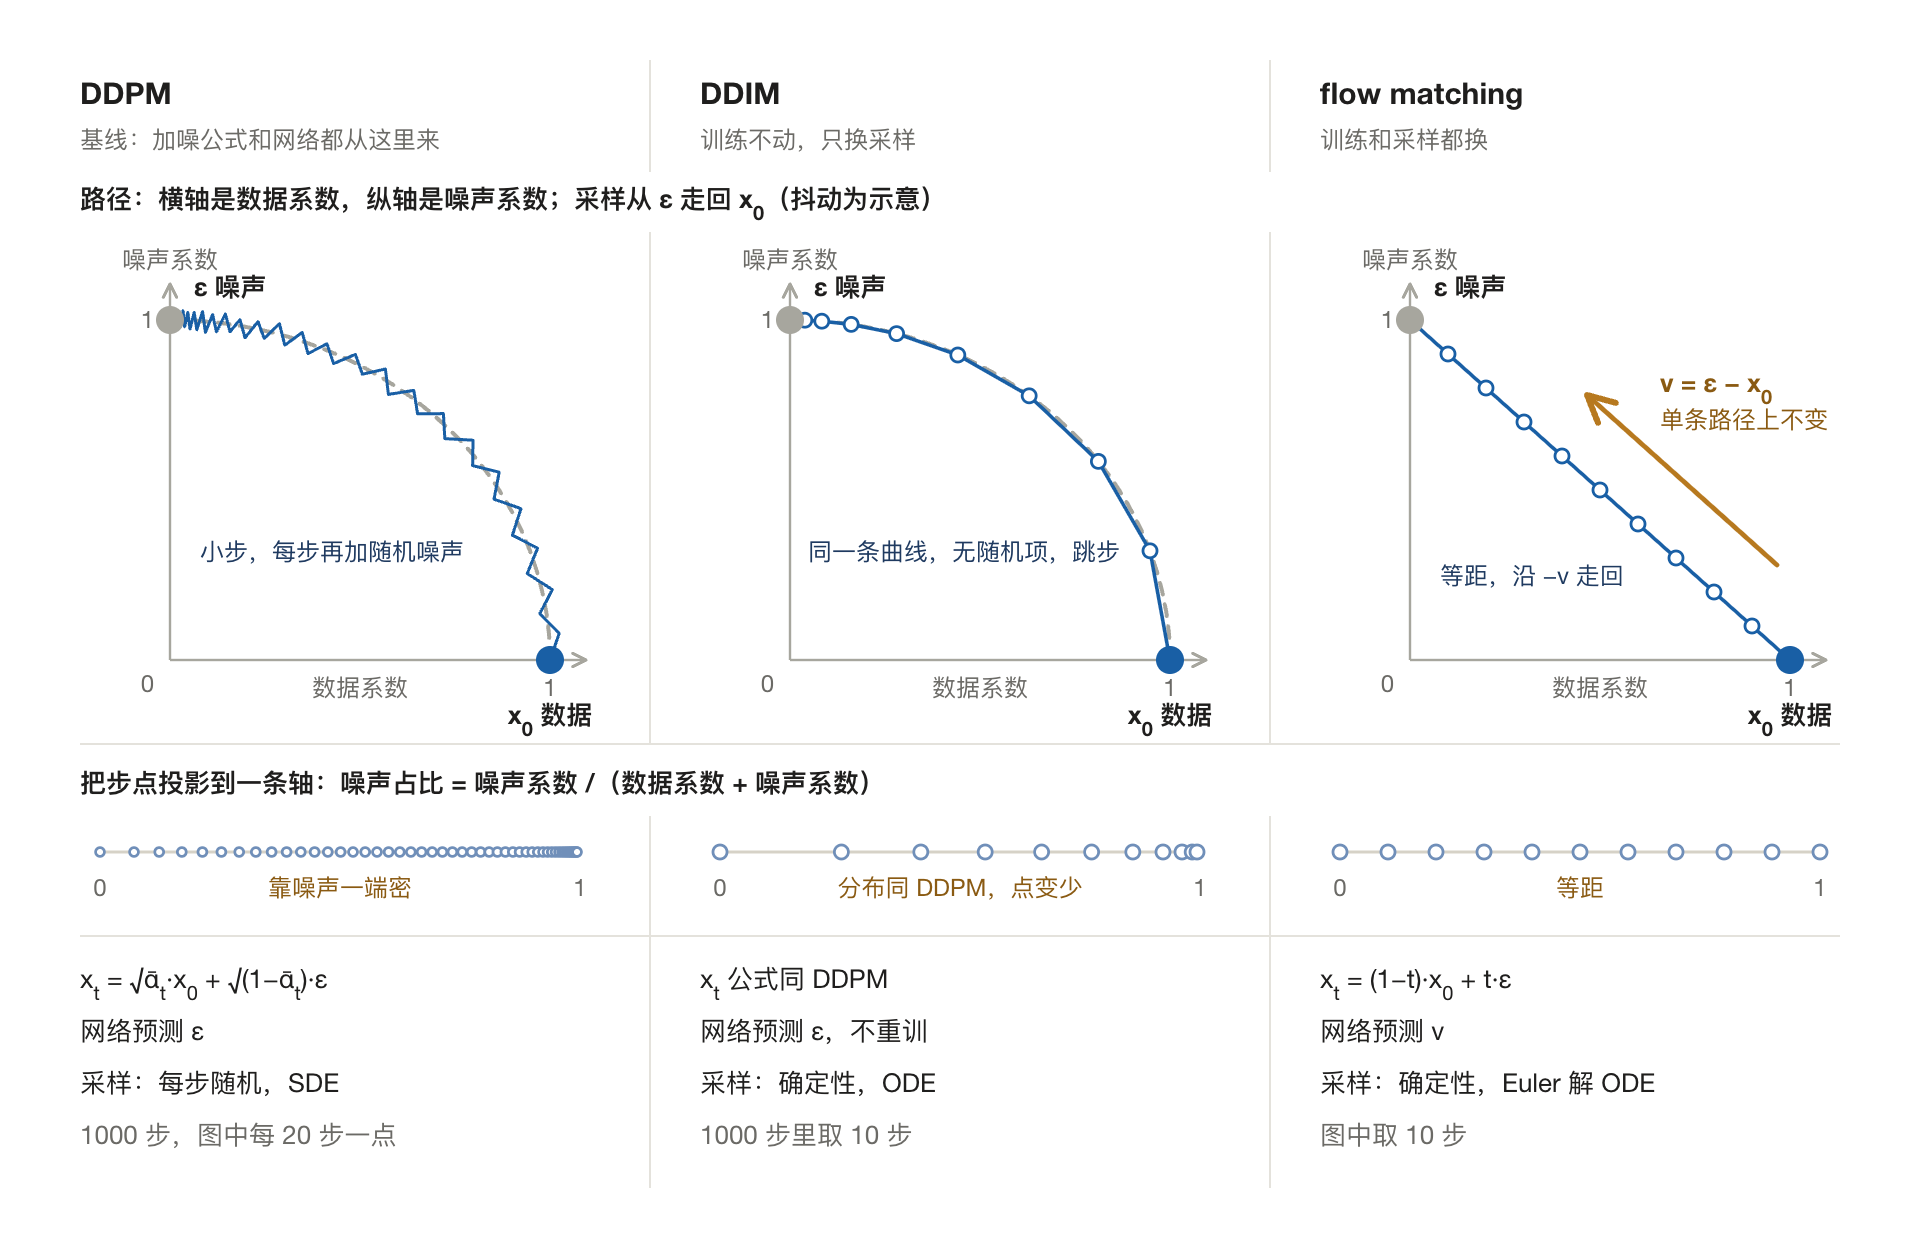 DDPM
基线：加噪公式和网络都从这里来
DDIM
训练不动，只换采样
flow matching
训练和采样都换
路径：横轴是数据系数，纵轴是噪声系数；采样从 ε 走回 x₀（抖动为示意）
噪声系数
ε 噪声
1
小步，每步再加随机噪声
0
数据系数
1
x₀ 数据
噪声系数
ε 噪声
1
同一条曲线，无随机项，跳步
0
数据系数
1
x₀ 数据
噪声系数
ε 噪声
1
v = ε − x₀
单条路径上不变
等距，沿 −v 走回
0
数据系数
1
x₀ 数据
把步点投影到一条轴：噪声占比 = 噪声系数 /（数据系数 + 噪声系数）
0
靠噪声一端密
1
0
分布同 DDPM，点变少
1
0
等距
1
xₜ = √ᾱₜ·x₀ + √(1−ᾱₜ)·ε
网络预测 ε
采样：每步随机，SDE
1000 步，图中每 20 步一点
xₜ 公式同 DDPM
网络预测 ε，不重训
采样：确定性，ODE
1000 步里取 10 步
xₜ = (1−t)·x₀ + t·ε
网络预测 v
采样：确定性，Euler 解 ODE
图中取 10 步